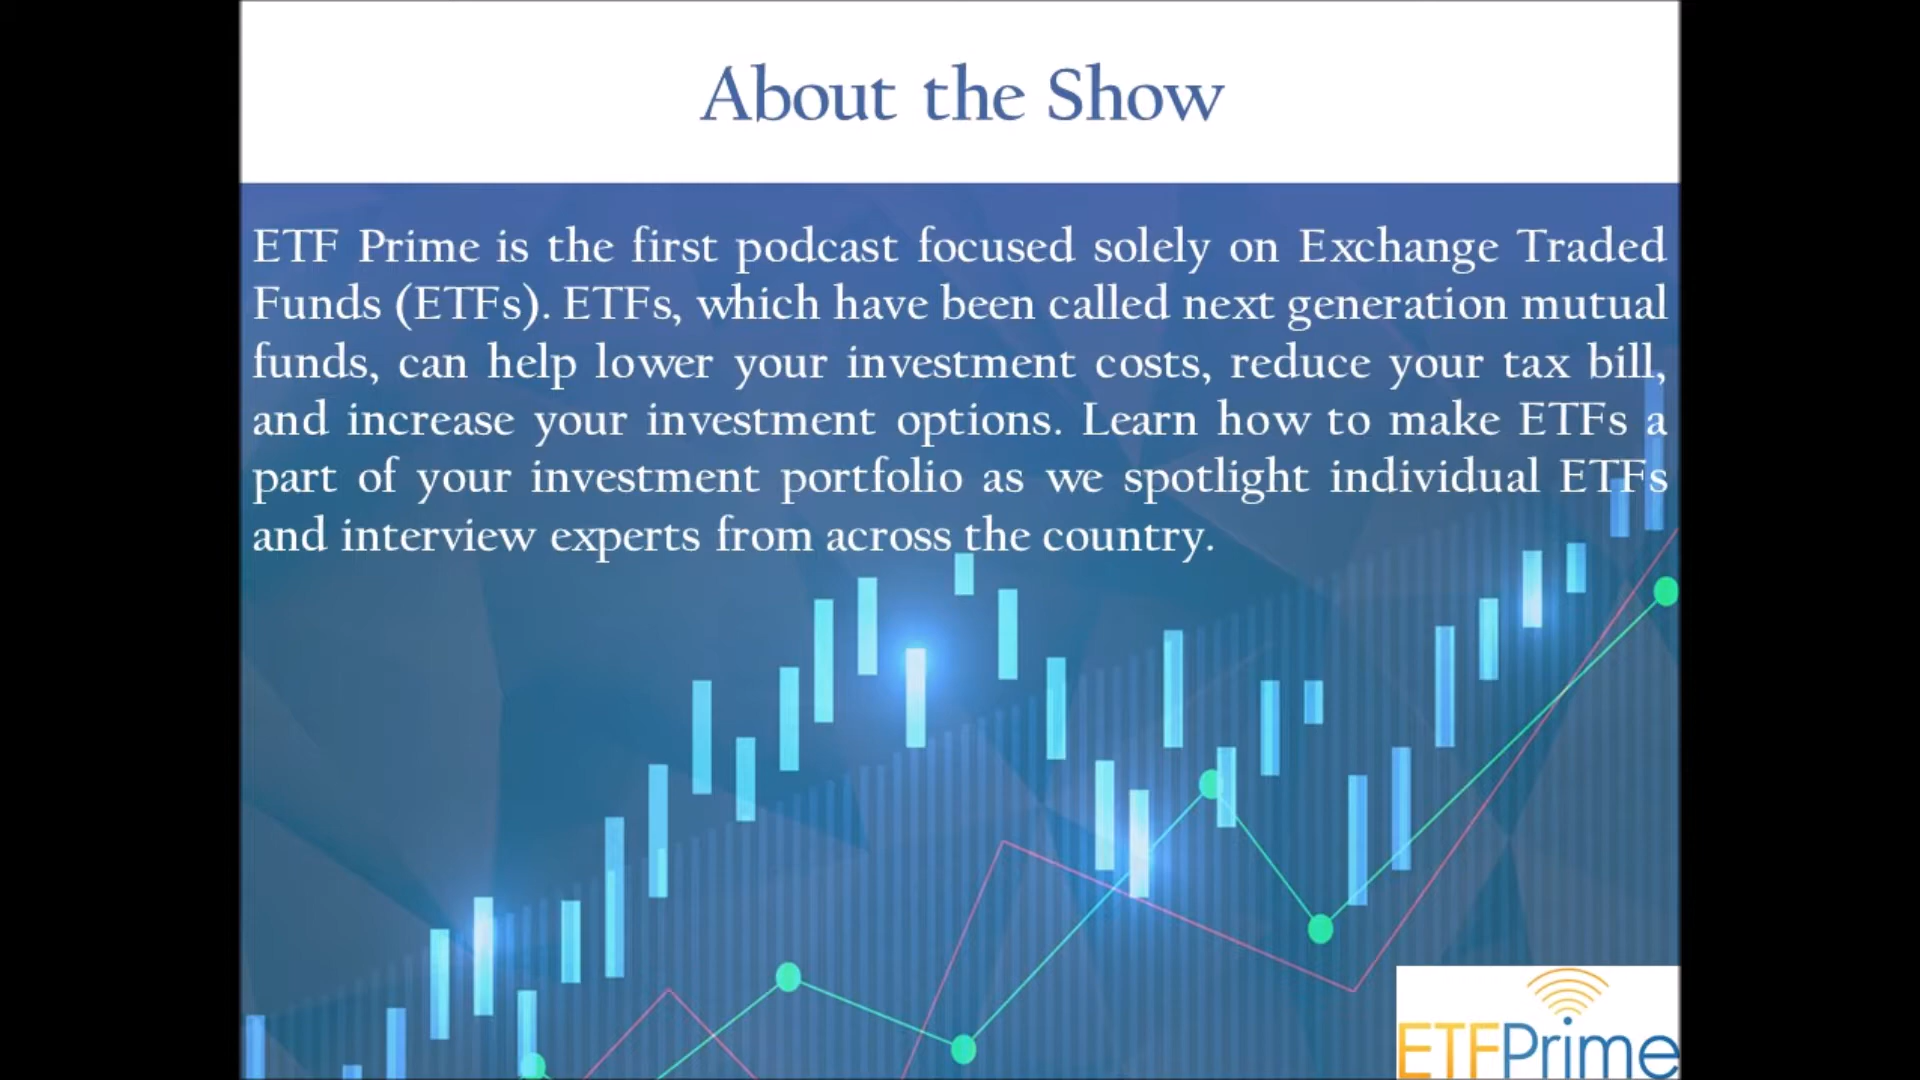 About the Show
ETF Prime is the first podcast focused solely on Exchange Traded
Funds (ETFs). ETFs, which have been called next generation mutual
funds, can help lower your investment costs, reduce your tax bill,
and increase your investment options. Learn how to make ETFs a
part of your investment portfolio as we spotlight individual ETFs
and interview experts from across the country.
ETFPrime